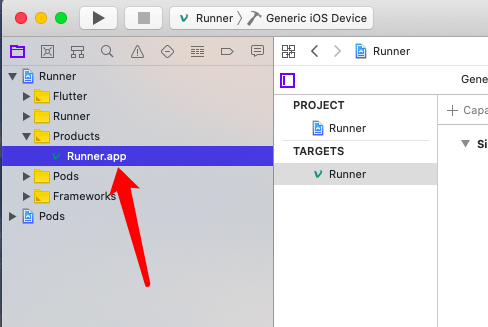 Runner
Generic iOS Device
Runner
Flutter
Runner
Products
Runner.app
Pods
Frameworks
Pods
Runner
Gene
PROJECT
Runner
TARGETS
Runner
+ Capa
Si